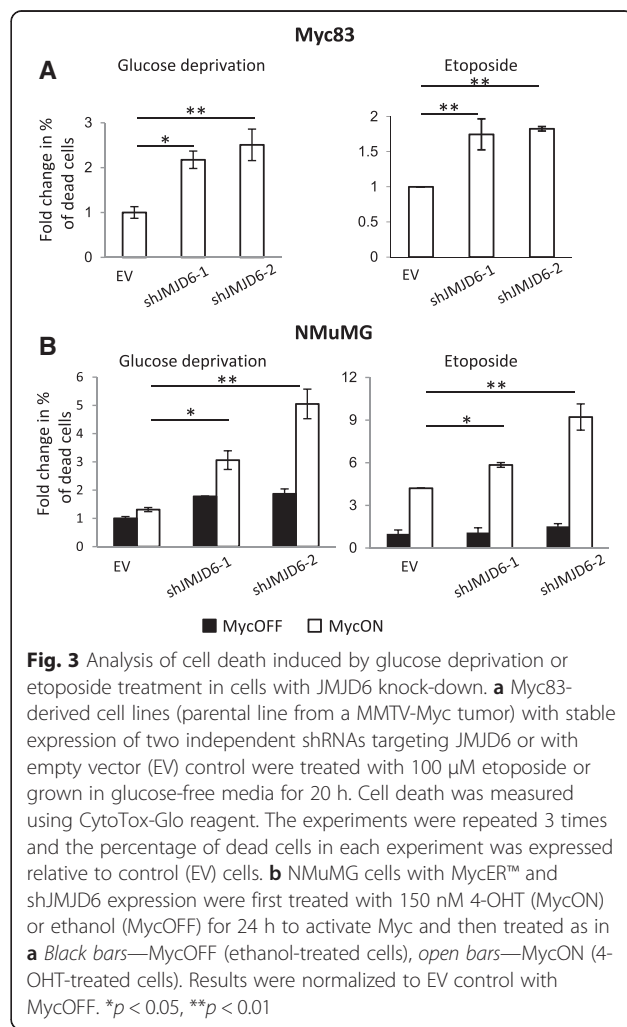 Myc83
A
Glucose deprivation
Etoposide
Fold change in %
of dead cells
3
2
1
0
*
**
EV
shJMJD6-1
shJMJD6-2
2
1.5
1
0.5
0
**
**
EV
shJMJD6-1
shJMJD6-2
NMuMG
B
Glucose deprivation
Etoposide
Fold change in %
of dead cells
6
5
4
3
2
1
0
*
**
EV
shJMJD6-1
shJMJD6-2
12
9
6
3
0
*
**
EV
shJMJD6-1
shJMJD6-2
MycOFF MycON
Fig. 3 Analysis of cell death induced by glucose deprivation or
etoposide treatment in cells with JMJD6 knock-down. a Myc83-
derived cell lines (parental line from a MMTV-Myc tumor) with stable
expression of two independent shRNAs targeting JMJD6 or with
empty vector (EV) control were treated with 100 μM etoposide or
grown in glucose-free media for 20 h. Cell death was measured
using CytoTox-Glo reagent. The experiments were repeated 3 times
and the percentage of dead cells in each experiment was expressed
relative to control (EV) cells. b NMuMG cells with MycER™ and
shJMJD6 expression were first treated with 150 nM 4-OHT (MycON)
or ethanol (MycOFF) for 24 h to activate Myc and then treated as in
a Black bars—MycOFF (ethanol-treated cells), open bars—MycON (4-
OHT-treated cells). Results were normalized to EV control with
MycOFF. *p < 0.05, **p < 0.01